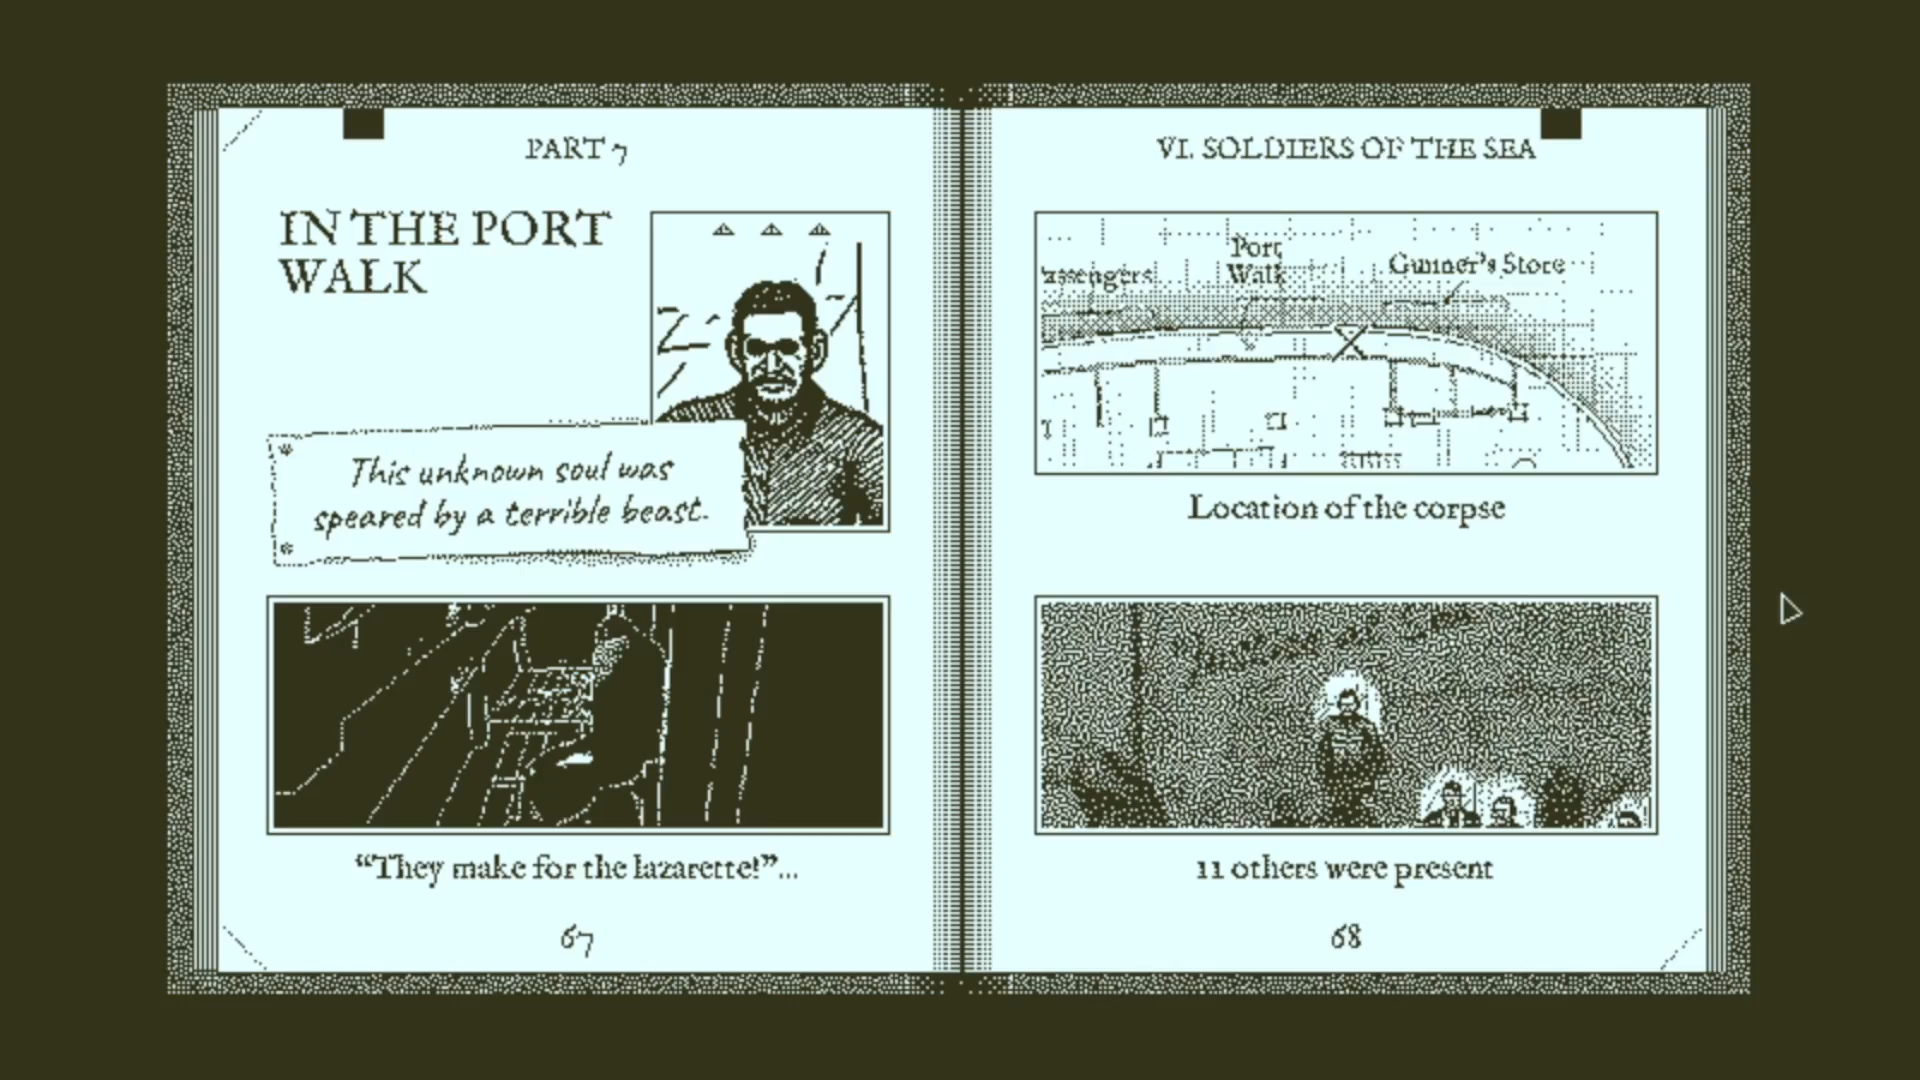 PART 7
IN THE PORT
WALK
This unknown soul was
speared by a terrible beast.
“They make for the lazarette!”...
67
VI. SOLDIERS OF THE SEA
Port
Walk
Gunner's Store
assengers
Location of the corpse
11 others were present
68